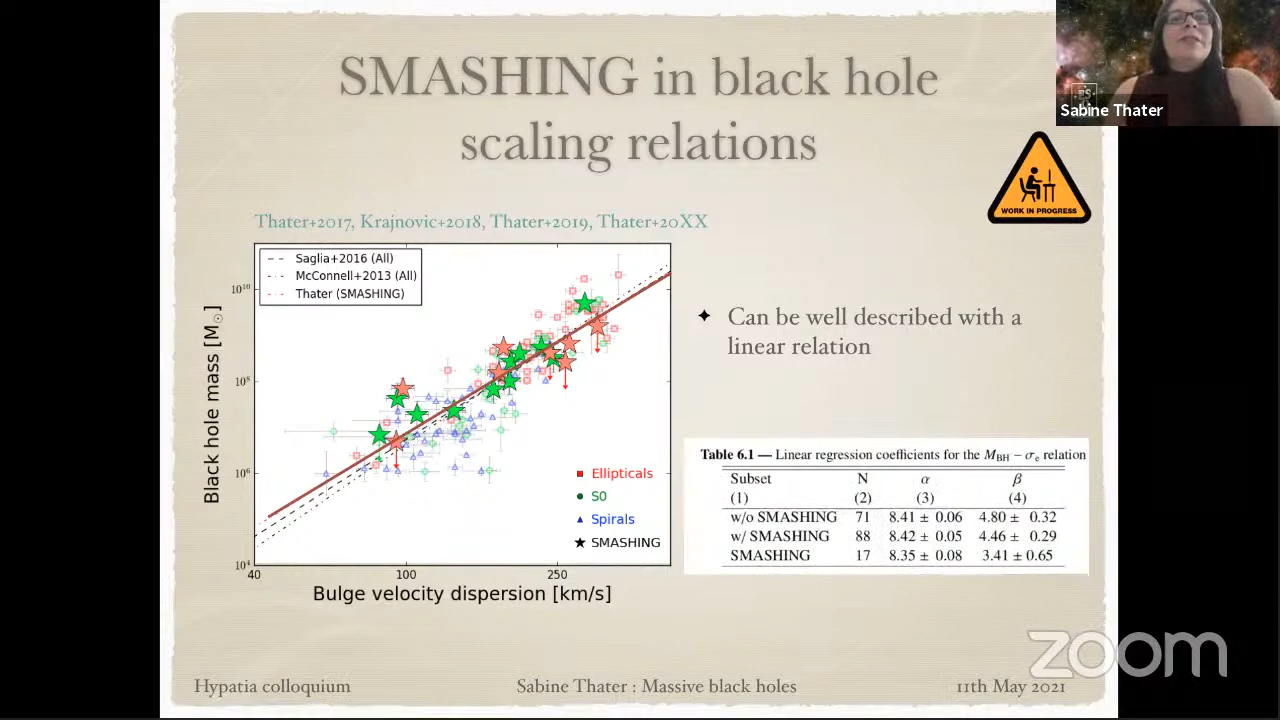 SMASHING in black hole
scaling relations
Sabine Thater
WORK IN PROGRESS
Thater+2017, Krajnovic+2018, Thater+2019, Thater+20XX
Saglia+2016 (All)
McConnell+2013 (All)
Thater (SMASHING)
Black hole mass [M☉]
10¹⁰
10⁸
10⁶
10⁴
40 100 250
Bulge velocity dispersion [km/s]
Ellipticals
S0
Spirals
SMASHING
Can be well described with a
linear relation
Table 6.1 — Linear regression coefficients for the M_BH − σ_e relation
Subset N α β
(1) (2) (3) (4)
w/o SMASHING 71 8.41 ± 0.06 4.80 ± 0.32
w/ SMASHING 88 8.42 ± 0.05 4.46 ± 0.29
SMASHING 17 8.35 ± 0.08 3.41 ± 0.65
zoom
Hypatia colloquium Sabine Thater : Massive black holes 11th May 2021